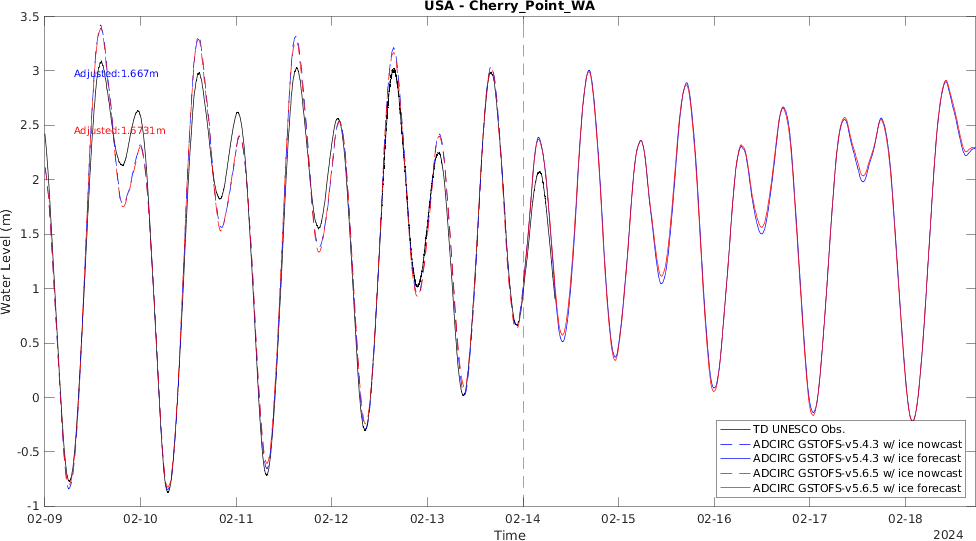 USA - Cherry_Point_WA
3.5
3
2.5
2
1.5
1
0.5
0
-0.5
-1
Water Level (m)
Adjusted:1.667m
Adjusted:1.6731m
TD UNESCO Obs.
ADCIRC GSTOFS-v5.4.3 w/ ice nowcast
ADCIRC GSTOFS-v5.4.3 w/ ice forecast
ADCIRC GSTOFS-v5.6.5 w/ ice nowcast
ADCIRC GSTOFS-v5.6.5 w/ ice forecast
02-09 02-10 02-11 02-12 02-13 02-14 02-15 02-16 02-17 02-18
Time
2024